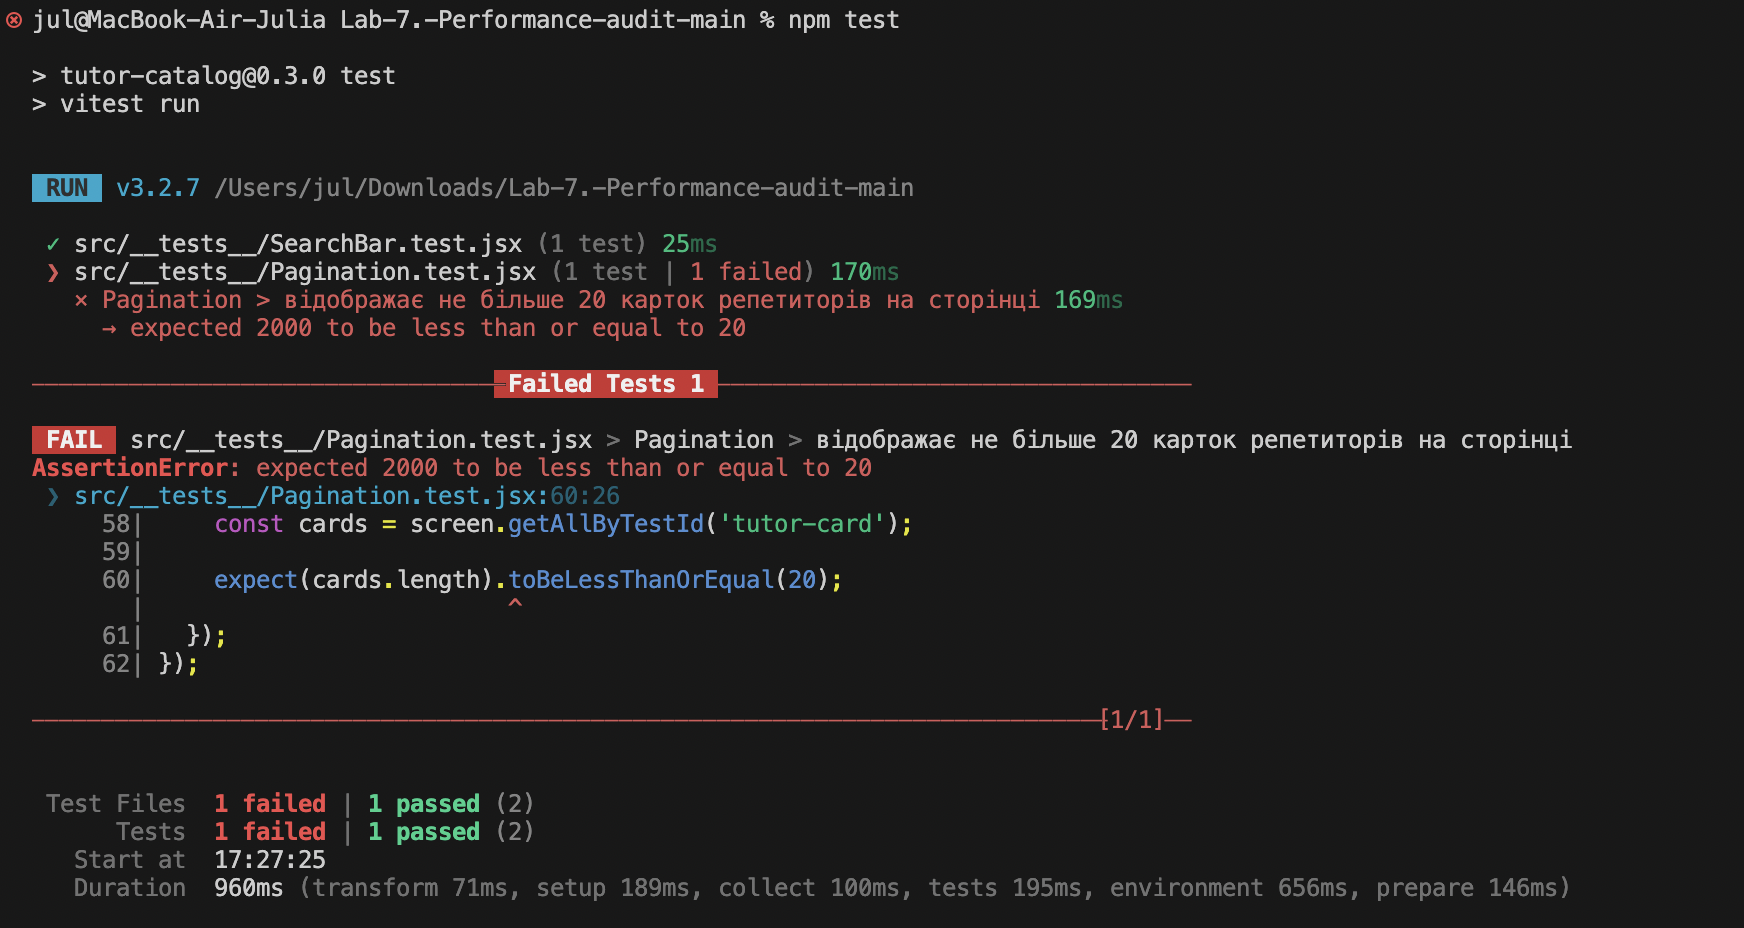 jul@MacBook-Air-Julia Lab-7.-Performance-audit-main % npm test
> tutor-catalog@0.3.0 test
> vitest run
RUN v3.2.7 /Users/jul/Downloads/Lab-7.-Performance-audit-main
✓ src/__tests__/SearchBar.test.jsx (1 test) 25ms
❯ src/__tests__/Pagination.test.jsx (1 test | 1 failed) 170ms
× Pagination > відображає не більше 20 карток репетиторів на сторінці 169ms
→ expected 2000 to be less than or equal to 20
Failed Tests 1
FAIL src/__tests__/Pagination.test.jsx > Pagination > відображає не більше 20 карток репетиторів на сторінці
AssertionError: expected 2000 to be less than or equal to 20
❯ src/__tests__/Pagination.test.jsx:60:26
58| const cards = screen.getAllByTestId('tutor-card');
59|
60| expect(cards.length).toBeLessThanOrEqual(20);
| ^
61| });
62| });
[1/1]
Test Files 1 failed | 1 passed (2)
Tests 1 failed | 1 passed (2)
Start at 17:27:25
Duration 960ms (transform 71ms, setup 189ms, collect 100ms, tests 195ms, environment 656ms, prepare 146ms)